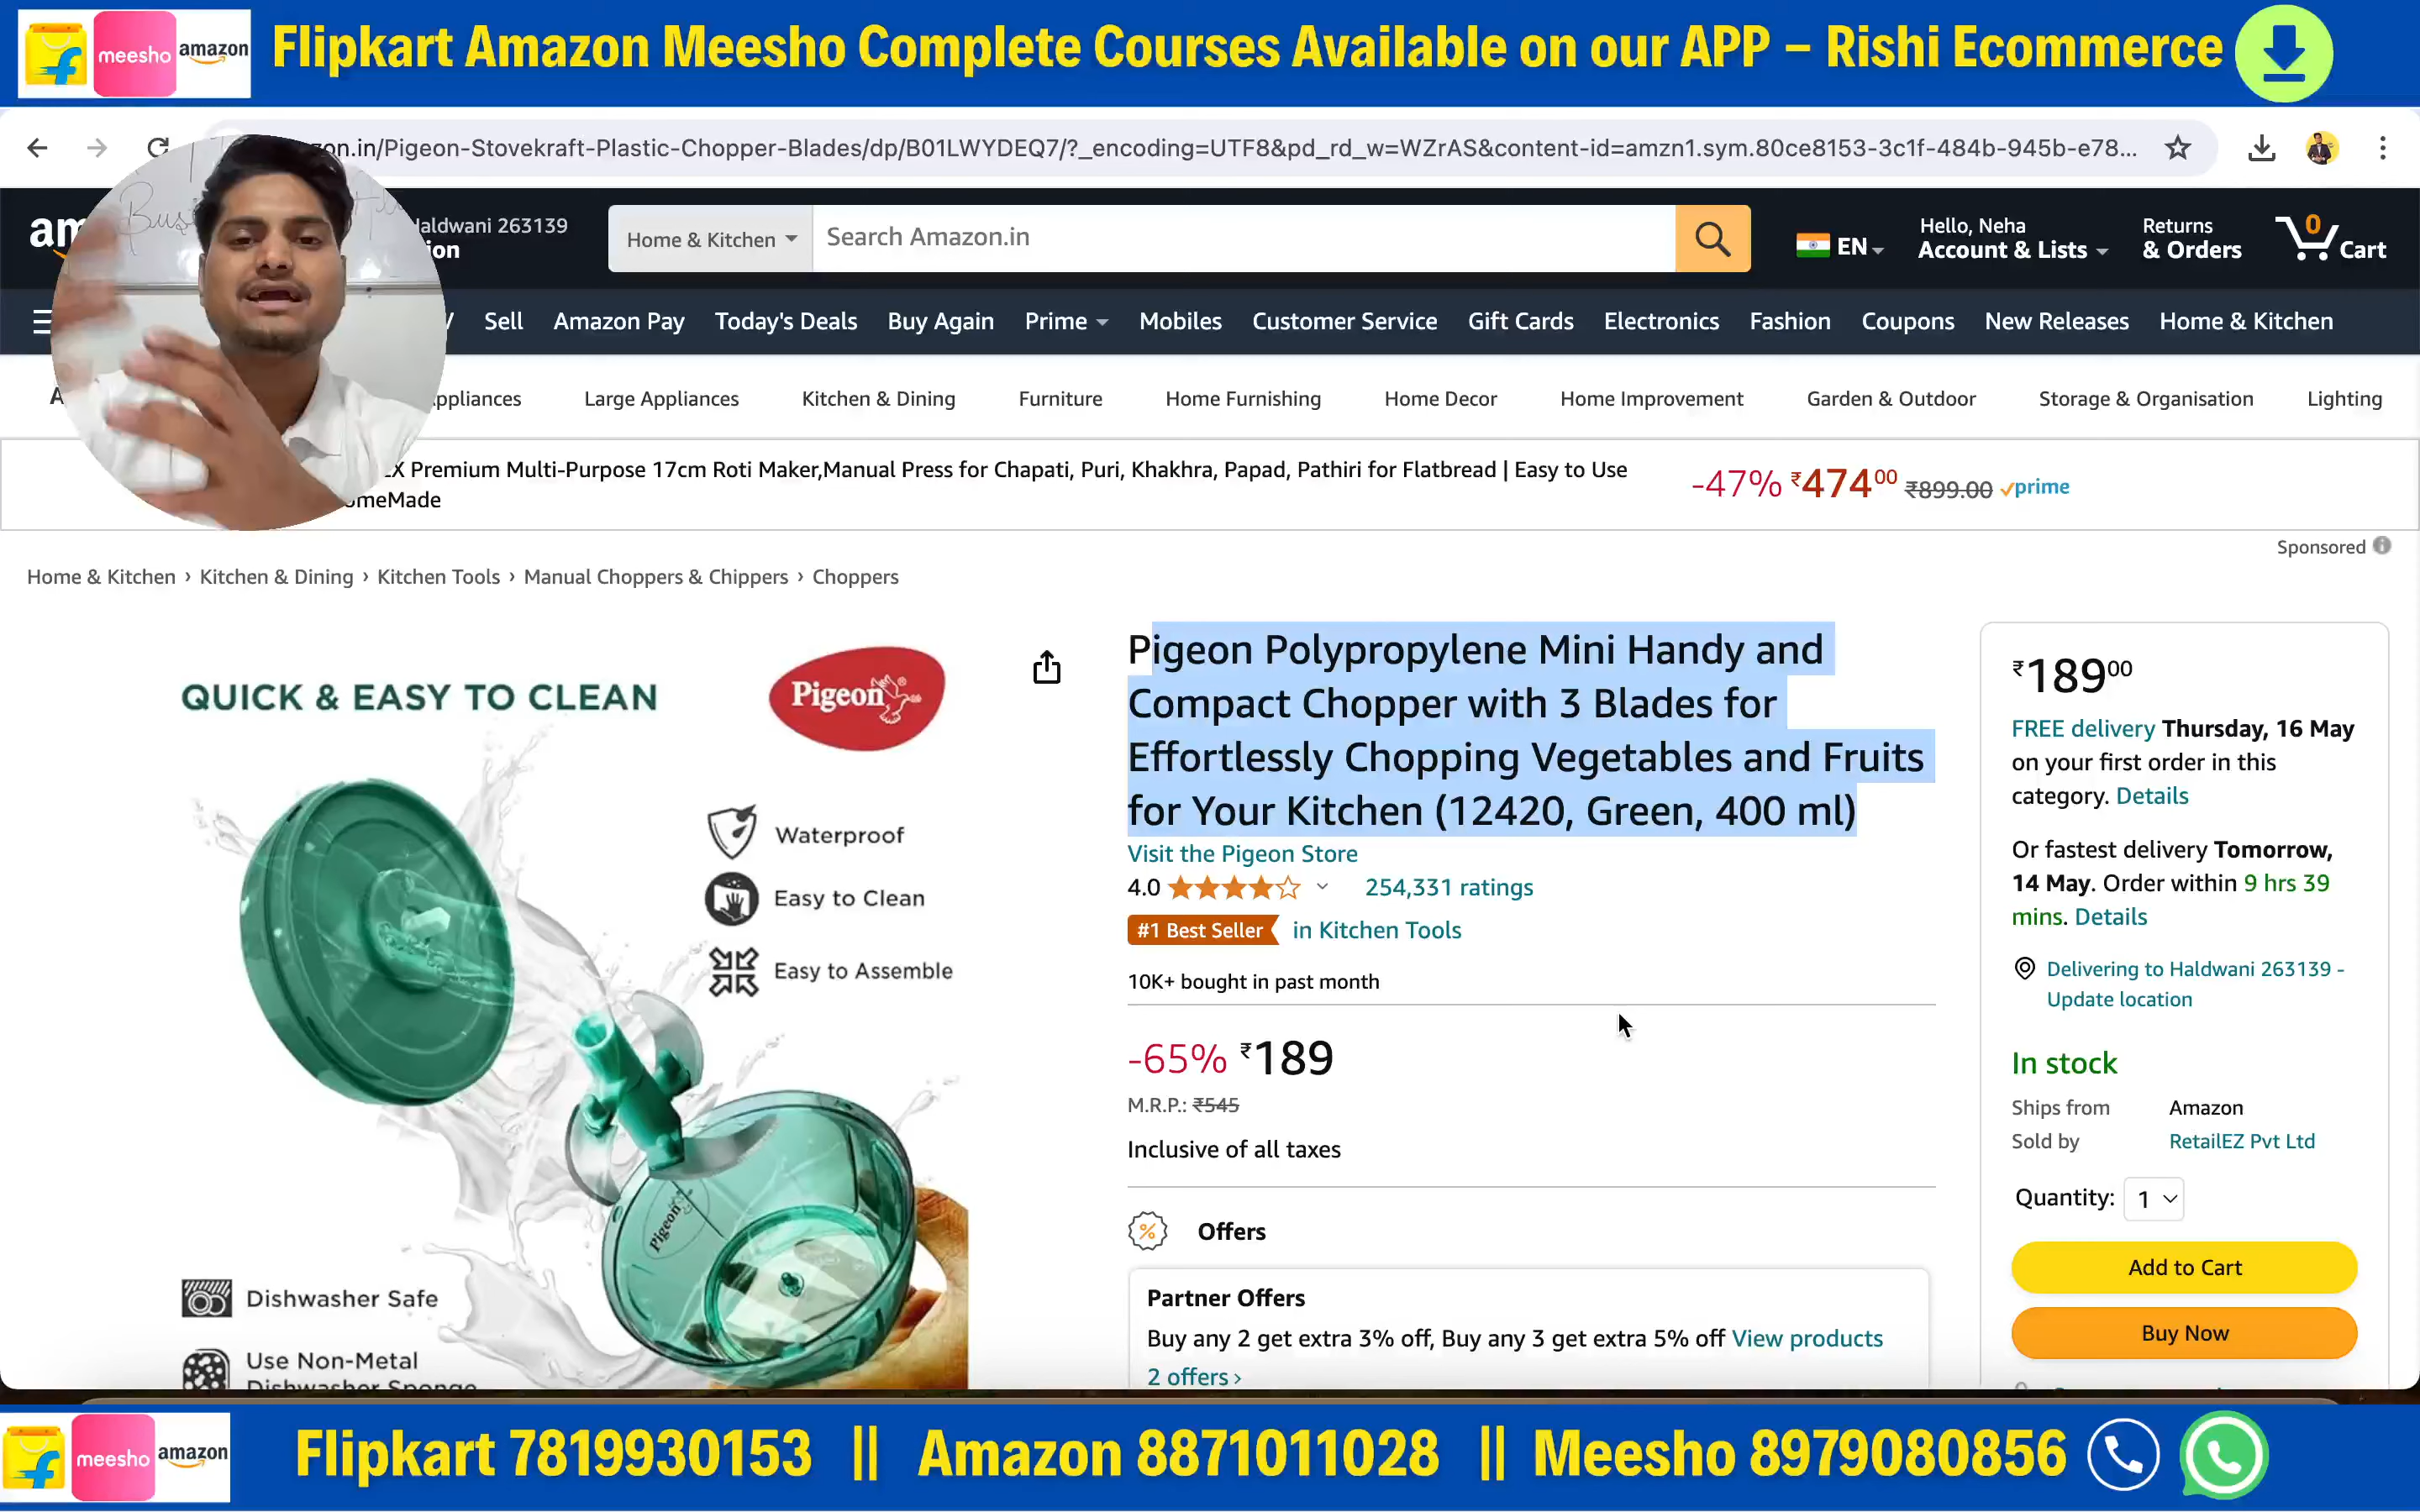 meesho
amazon
Flipkart Amazon Meesho Complete Courses Available on our APP – Rishi Ecommerce
on.in/Pigeon-Stovekraft-Plastic-Chopper-Blades/dp/B01LWYDEQ7/?_encoding=UTF8&pd_rd_w=WZrAS&content-id=amzn1.sym.80ce8153-3c1f-484b-945b-e78...
am
Haldwani 263139
Home & Kitchen
Search Amazon.in
EN
Hello, Neha
Account & Lists
Returns
& Orders
0
Cart
Sell
Amazon Pay
Today's Deals
Buy Again
Prime
Mobiles
Customer Service
Gift Cards
Electronics
Fashion
Coupons
New Releases
Home & Kitchen
ppliances
Large Appliances
Kitchen & Dining
Furniture
Home Furnishing
Home Decor
Home Improvement
Garden & Outdoor
Storage & Organisation
Lighting
X Premium Multi-Purpose 17cm Roti Maker,Manual Press for Chapati, Puri, Khakhra, Papad, Pathiri for Flatbread | Easy to Use
omeMade
-47% ₹474⁰⁰ ₹899.00 prime
Sponsored
Home & Kitchen › Kitchen & Dining › Kitchen Tools › Manual Choppers & Chippers › Choppers
QUICK & EASY TO CLEAN
Pigeon
Waterproof
Easy to Clean
Easy to Assemble
Pigeon
Dishwasher Safe
Use Non-Metal
Dishwasher Sponge
Pigeon Polypropylene Mini Handy and
Compact Chopper with 3 Blades for
Effortlessly Chopping Vegetables and Fruits
for Your Kitchen (12420, Green, 400 ml)
Visit the Pigeon Store
4.0
254,331 ratings
#1 Best Seller in Kitchen Tools
10K+ bought in past month
-65% ₹189
M.R.P.: ₹545
Inclusive of all taxes
Offers
Partner Offers
Buy any 2 get extra 3% off, Buy any 3 get extra 5% off View products
2 offers ›
₹189⁰⁰
FREE delivery Thursday, 16 May
on your first order in this
category. Details
Or fastest delivery Tomorrow,
14 May. Order within 9 hrs 39
mins. Details
Delivering to Haldwani 263139 -
Update location
In stock
Ships from Amazon
Sold by RetailEZ Pvt Ltd
Quantity: 1
Add to Cart
Buy Now
meesho
amazon
Flipkart 7819930153 || Amazon 8871011028 || Meesho 8979080856